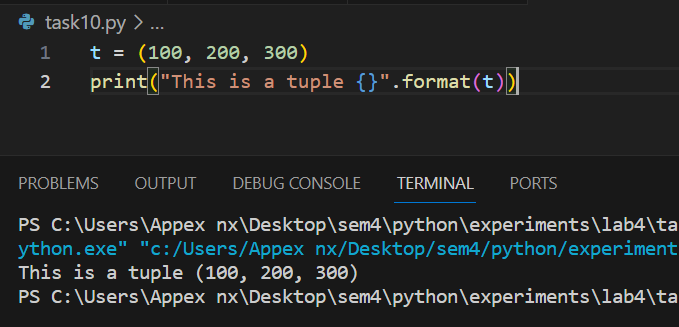 task10.py > ...
1 t = (100, 200, 300)
2 print("This is a tuple {}".format(t))
PROBLEMS OUTPUT DEBUG CONSOLE TERMINAL PORTS
PS C:\Users\Appex nx\Desktop\sem4\python\experiments\lab4\ta
ython.exe" "c:/Users/Appex nx/Desktop/sem4/python/experiment
This is a tuple (100, 200, 300)
PS C:\Users\Appex nx\Desktop\sem4\python\experiments\lab4\ta